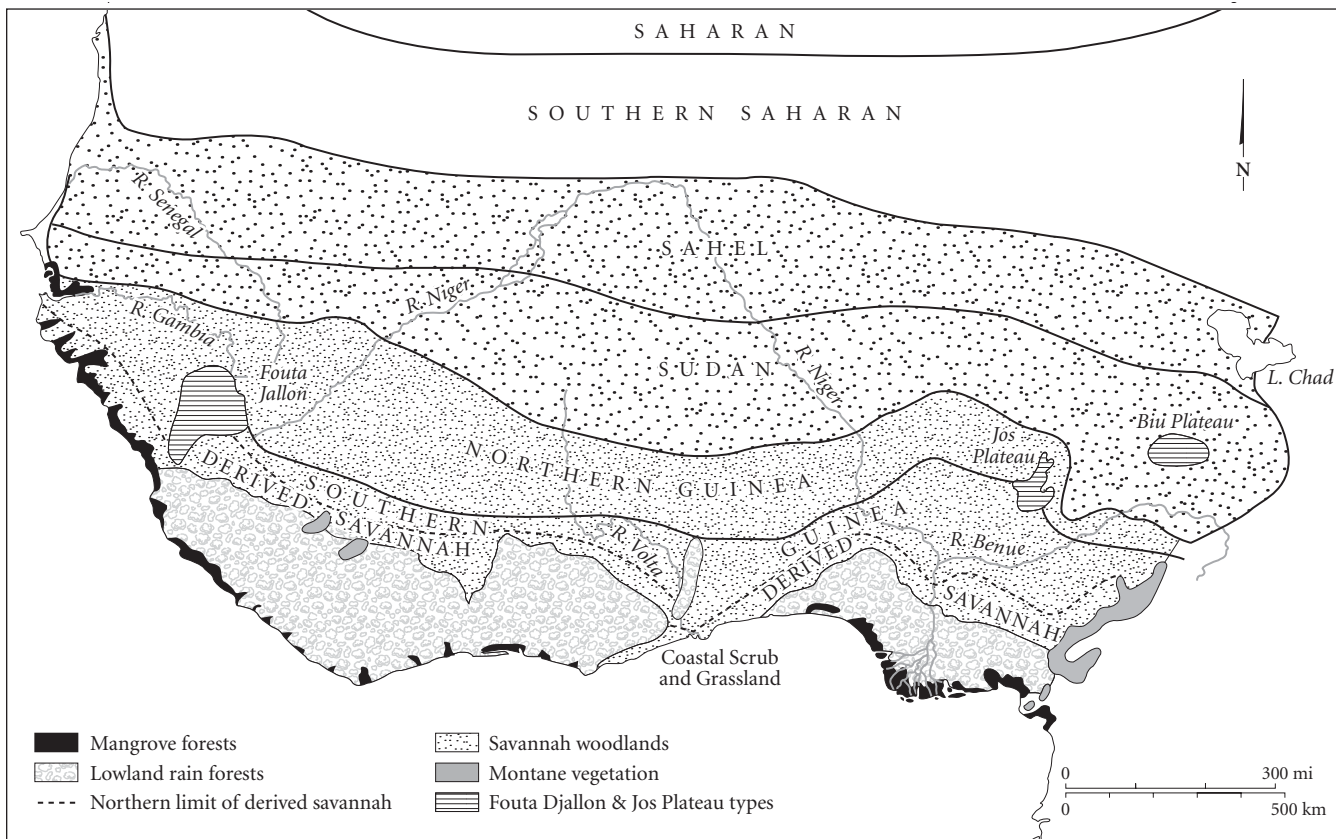 SAHARAN
SOUTHERN SAHARAN
N
R. Senegal
SAHEL
R. Niger
R. Gambia
R. Niger
SUDAN
L. Chad
Fouta
Jallon
Biu Plateau
Jos
Plateau
NORTHERN GUINEA
SOUTHERN GUINEA
DERVIED SAVANNAH
R. Volta
R. Benue
DERIVED SAVANNAH
Coastal Scrub
and Grassland
Mangrove forests
Lowland rain forests
Northern limit of derived savannah
Savannah woodlands
Montane vegetation
Fouta Djallon & Jos Plateau types
0 300 mi
0 500 km